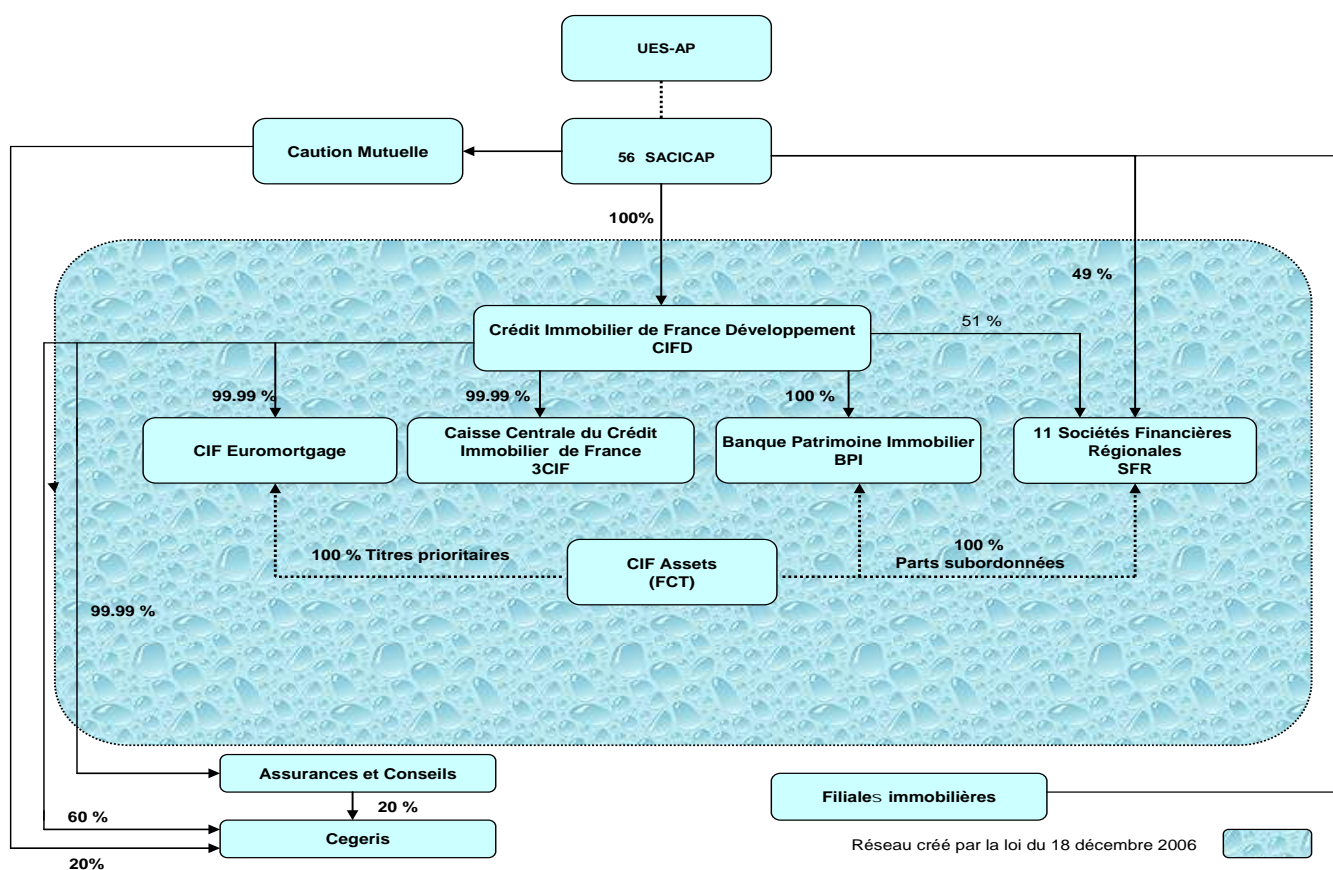 UES-AP
Caution Mutuelle
56 SACICAP
100%
49 %
Crédit Immobilier de France Développement
CIFD
51 %
99.99 %
99.99 %
100 %
CIF Euromortgage
Caisse Centrale du Crédit
Immobilier de France
3CIF
Banque Patrimoine Immobilier
BPI
11 Sociétés Financières
Régionales
SFR
100 % Titres prioritaires
CIF Assets
(FCT)
100 %
Parts subordonnées
99.99 %
Assurances et Conseils
20 %
60 %
Cegeris
20%
Filiales immobilières
Réseau créé par la loi du 18 décembre 2006